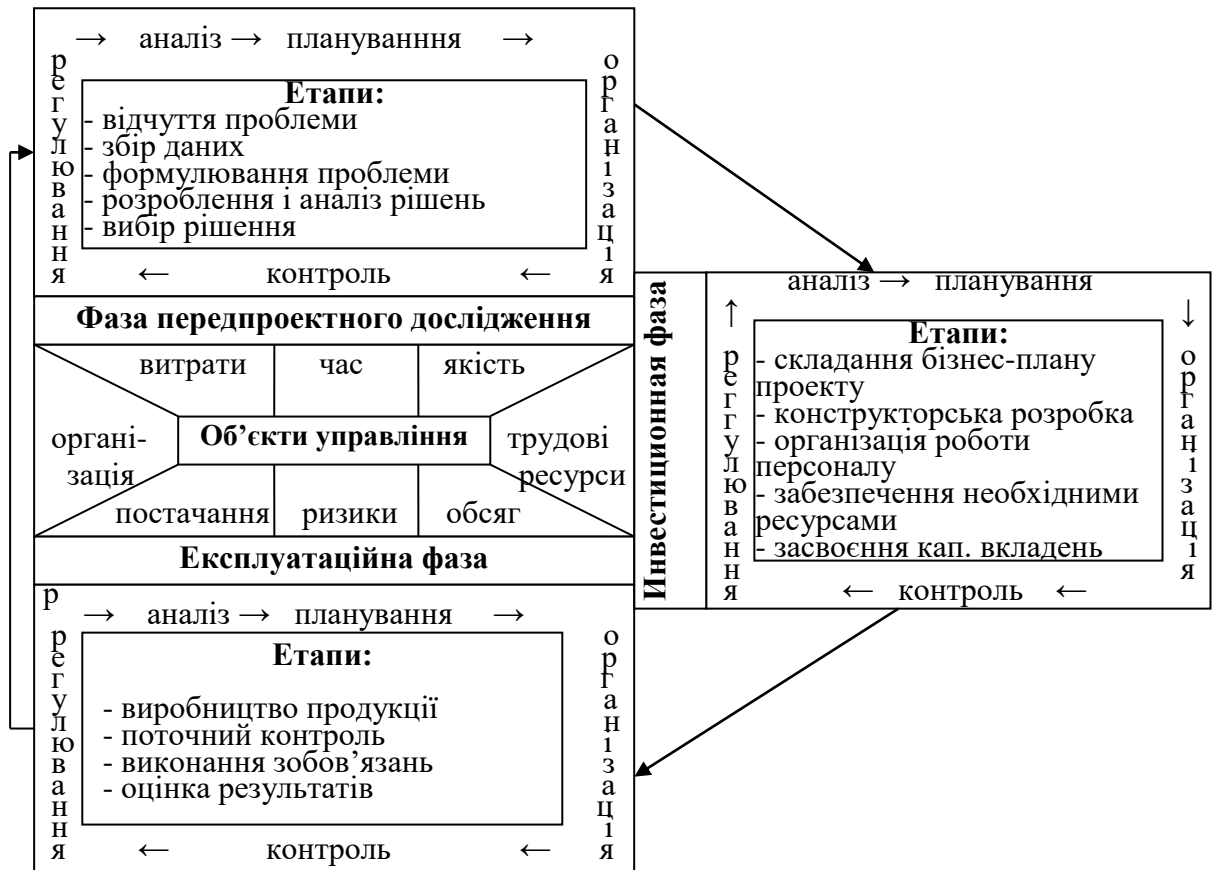 → аналіз → плануванння →
регулювання
організація
Етапи:
- відчуття проблеми
- збір даних
- формулювання проблеми
- розроблення і аналіз рішень
- вибір рішення
← контроль ←
Фаза передпроектного дослідження
витрати час якість
органі-
зація
Об’єкти управління
трудові
ресурси
постачання ризики обсяг
Експлуатаційна фаза
р
→ аналіз → планування →
регулювання
організація
Етапи:
- виробництво продукції
- поточний контроль
- виконання зобов’язань
- оцінка результатів
← контроль ←
Инвестиционная фаза
аналіз → планування
↑
регулювання
↓
організація
Етапи:
- складання бізнес-плану
проекту
- конструкторська розробка
- організація роботи
персоналу
- забезпечення необхідними
ресурсами
- засвоєння кап. вкладень
← контроль ←